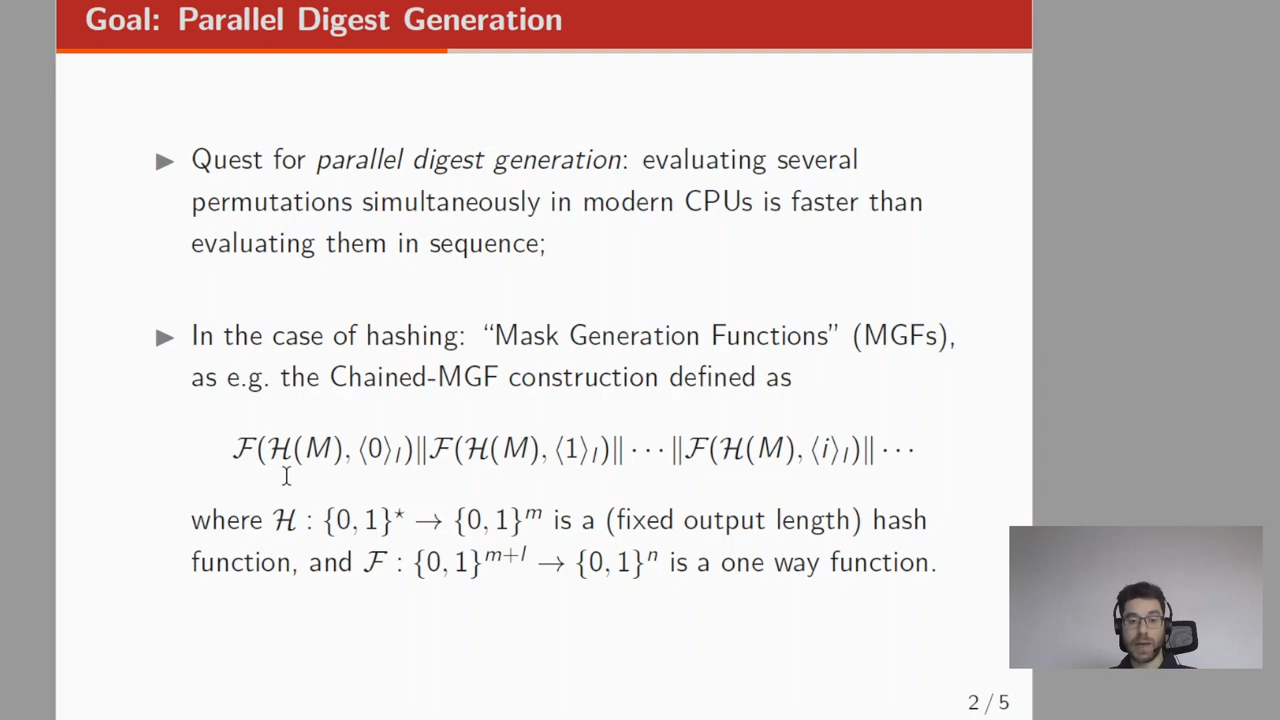 Goal: Parallel Digest Generation
▶ Quest for parallel digest generation: evaluating several
permutations simultaneously in modern CPUs is faster than
evaluating them in sequence;
▶ In the case of hashing: “Mask Generation Functions” (MGFs),
as e.g. the Chained-MGF construction defined as
ℱ(ℋ(M), ⟨0⟩_l)‖ℱ(ℋ(M), ⟨1⟩_l)‖ ⋯ ‖ℱ(ℋ(M), ⟨i⟩_l)‖ ⋯
where ℋ : {0, 1}^⋆ → {0, 1}^m is a (fixed output length) hash
function, and ℱ : {0, 1}^{m+l} → {0, 1}^n is a one way function.
2 / 5